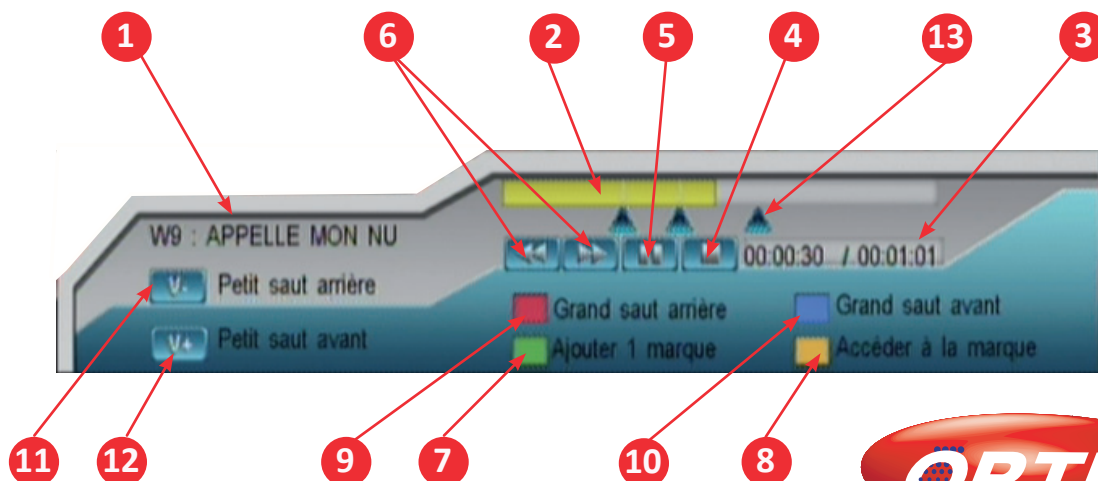 1 6 2 5 4 13 3
W9 : APPELLE MON NU
00:00:30 / 00:01:01
V- Petit saut arrière
Grand saut arrière Grand saut avant
V+ Petit saut avant
Ajouter 1 marque Accéder à la marque
11 12 9 7 10 8
OPT